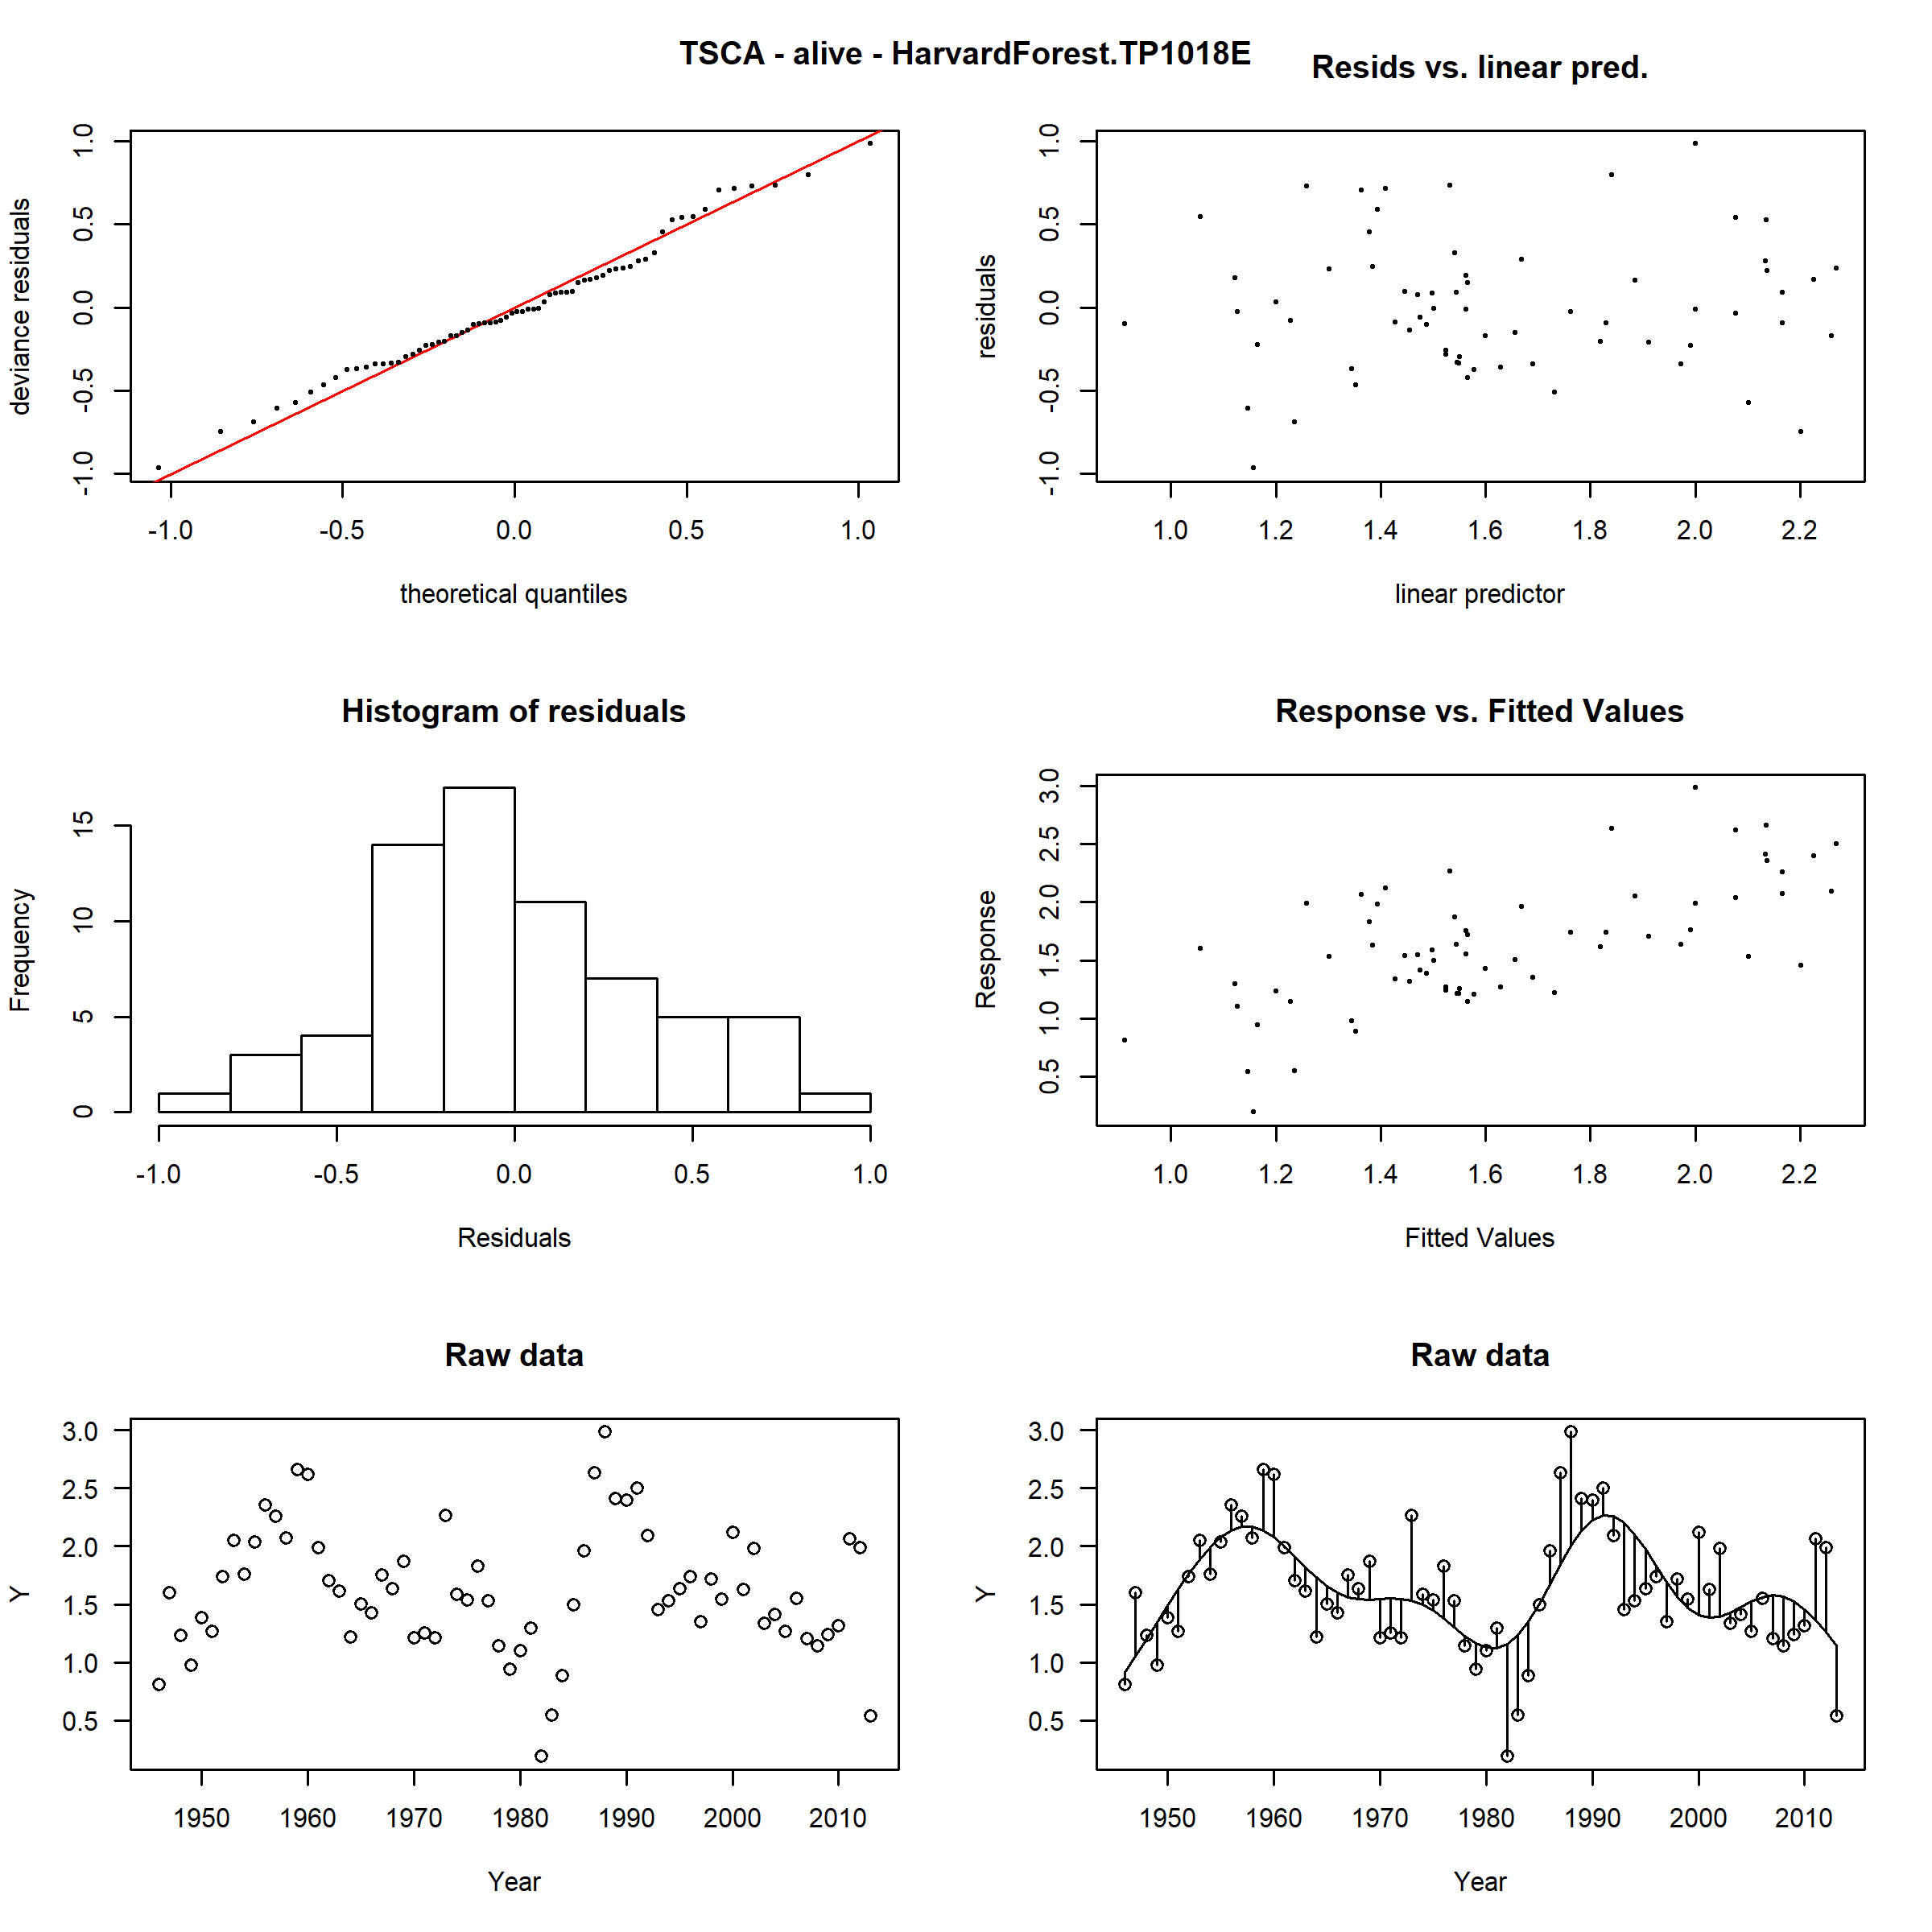 TSCA - alive - HarvardForest.TP1018E
Resids vs. linear pred.
deviance residuals
-1.0 -0.5 0.0 0.5 1.0
-1.0 -0.5 0.0 0.5 1.0
theoretical quantiles
residuals
-1.0 -0.5 0.0 0.5 1.0
1.0 1.2 1.4 1.6 1.8 2.0 2.2
linear predictor
Histogram of residuals
Frequency
0 5 10 15
-1.0 -0.5 0.0 0.5 1.0
Residuals
Response vs. Fitted Values
Response
0.5 1.0 1.5 2.0 2.5 3.0
1.0 1.2 1.4 1.6 1.8 2.0 2.2
Fitted Values
Raw data
Y
3.0
2.5
2.0
1.5
1.0
0.5
1950 1960 1970 1980 1990 2000 2010
Year
Raw data
Y
3.0
2.5
2.0
1.5
1.0
0.5
1950 1960 1970 1980 1990 2000 2010
Year